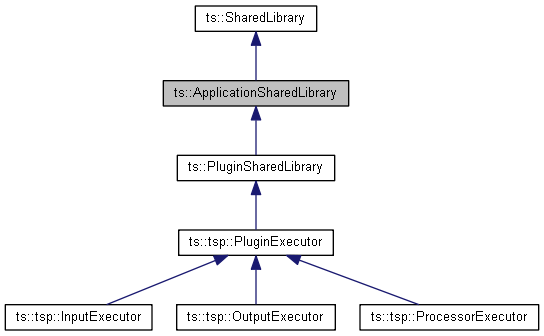 ts::SharedLibrary
ts::ApplicationSharedLibrary
ts::PluginSharedLibrary
ts::tsp::PluginExecutor
ts::tsp::InputExecutor
ts::tsp::OutputExecutor
ts::tsp::ProcessorExecutor